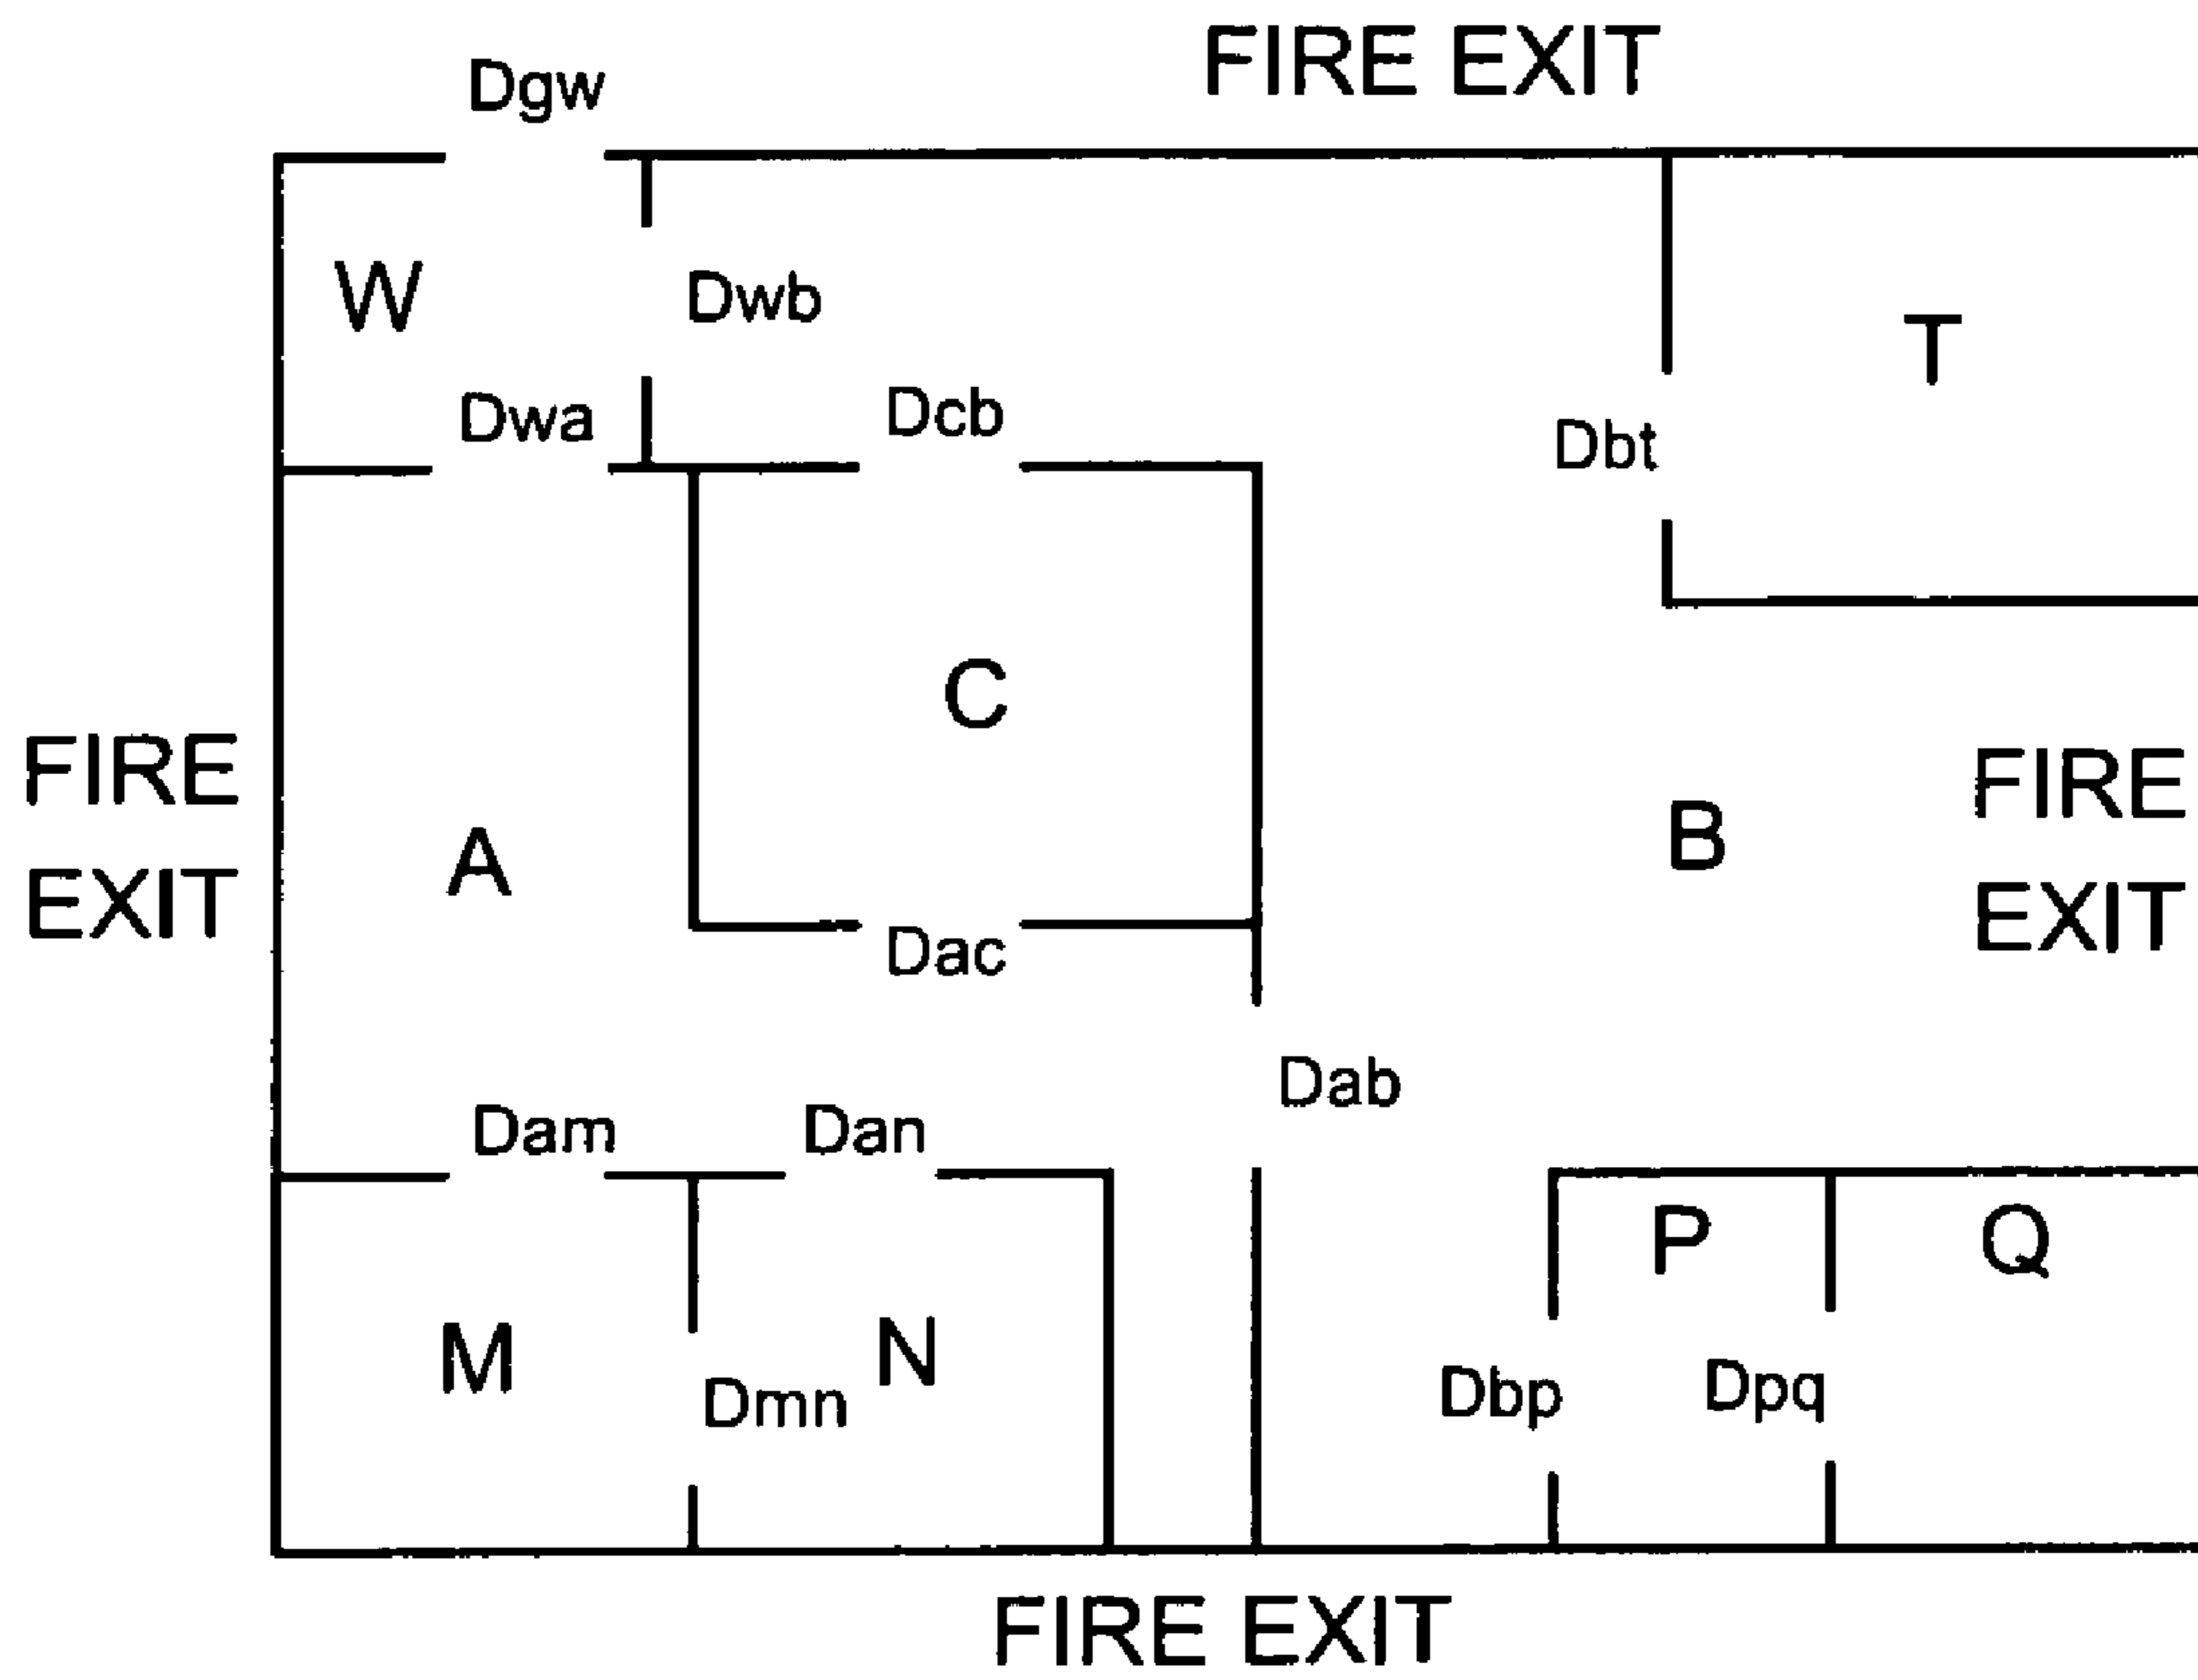 FIRE EXIT
Dgw
W
Dwb
T
Dwa
Dcb
Dbt
C
FIRE
EXIT
A
B
FIRE
EXIT
Dac
Dab
Dam
Dan
P
Q
M
N
Dmn
Dbp
Dpq
FIRE EXIT